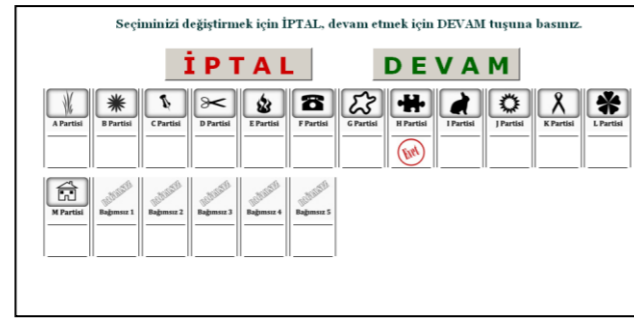 Seçiminizi değiştirmek için İPTAL, devam etmek için DEVAM tuşuna basınız.
İPTAL DEVAM
A Partisi B Partisi C Partisi D Partisi E Partisi F Partisi G Partisi H Partisi I Partisi J Partisi K Partisi L Partisi
Evet
M Partisi Bağımsız 1 Bağımsız 2 Bağımsız 3 Bağımsız 4 Bağımsız 5